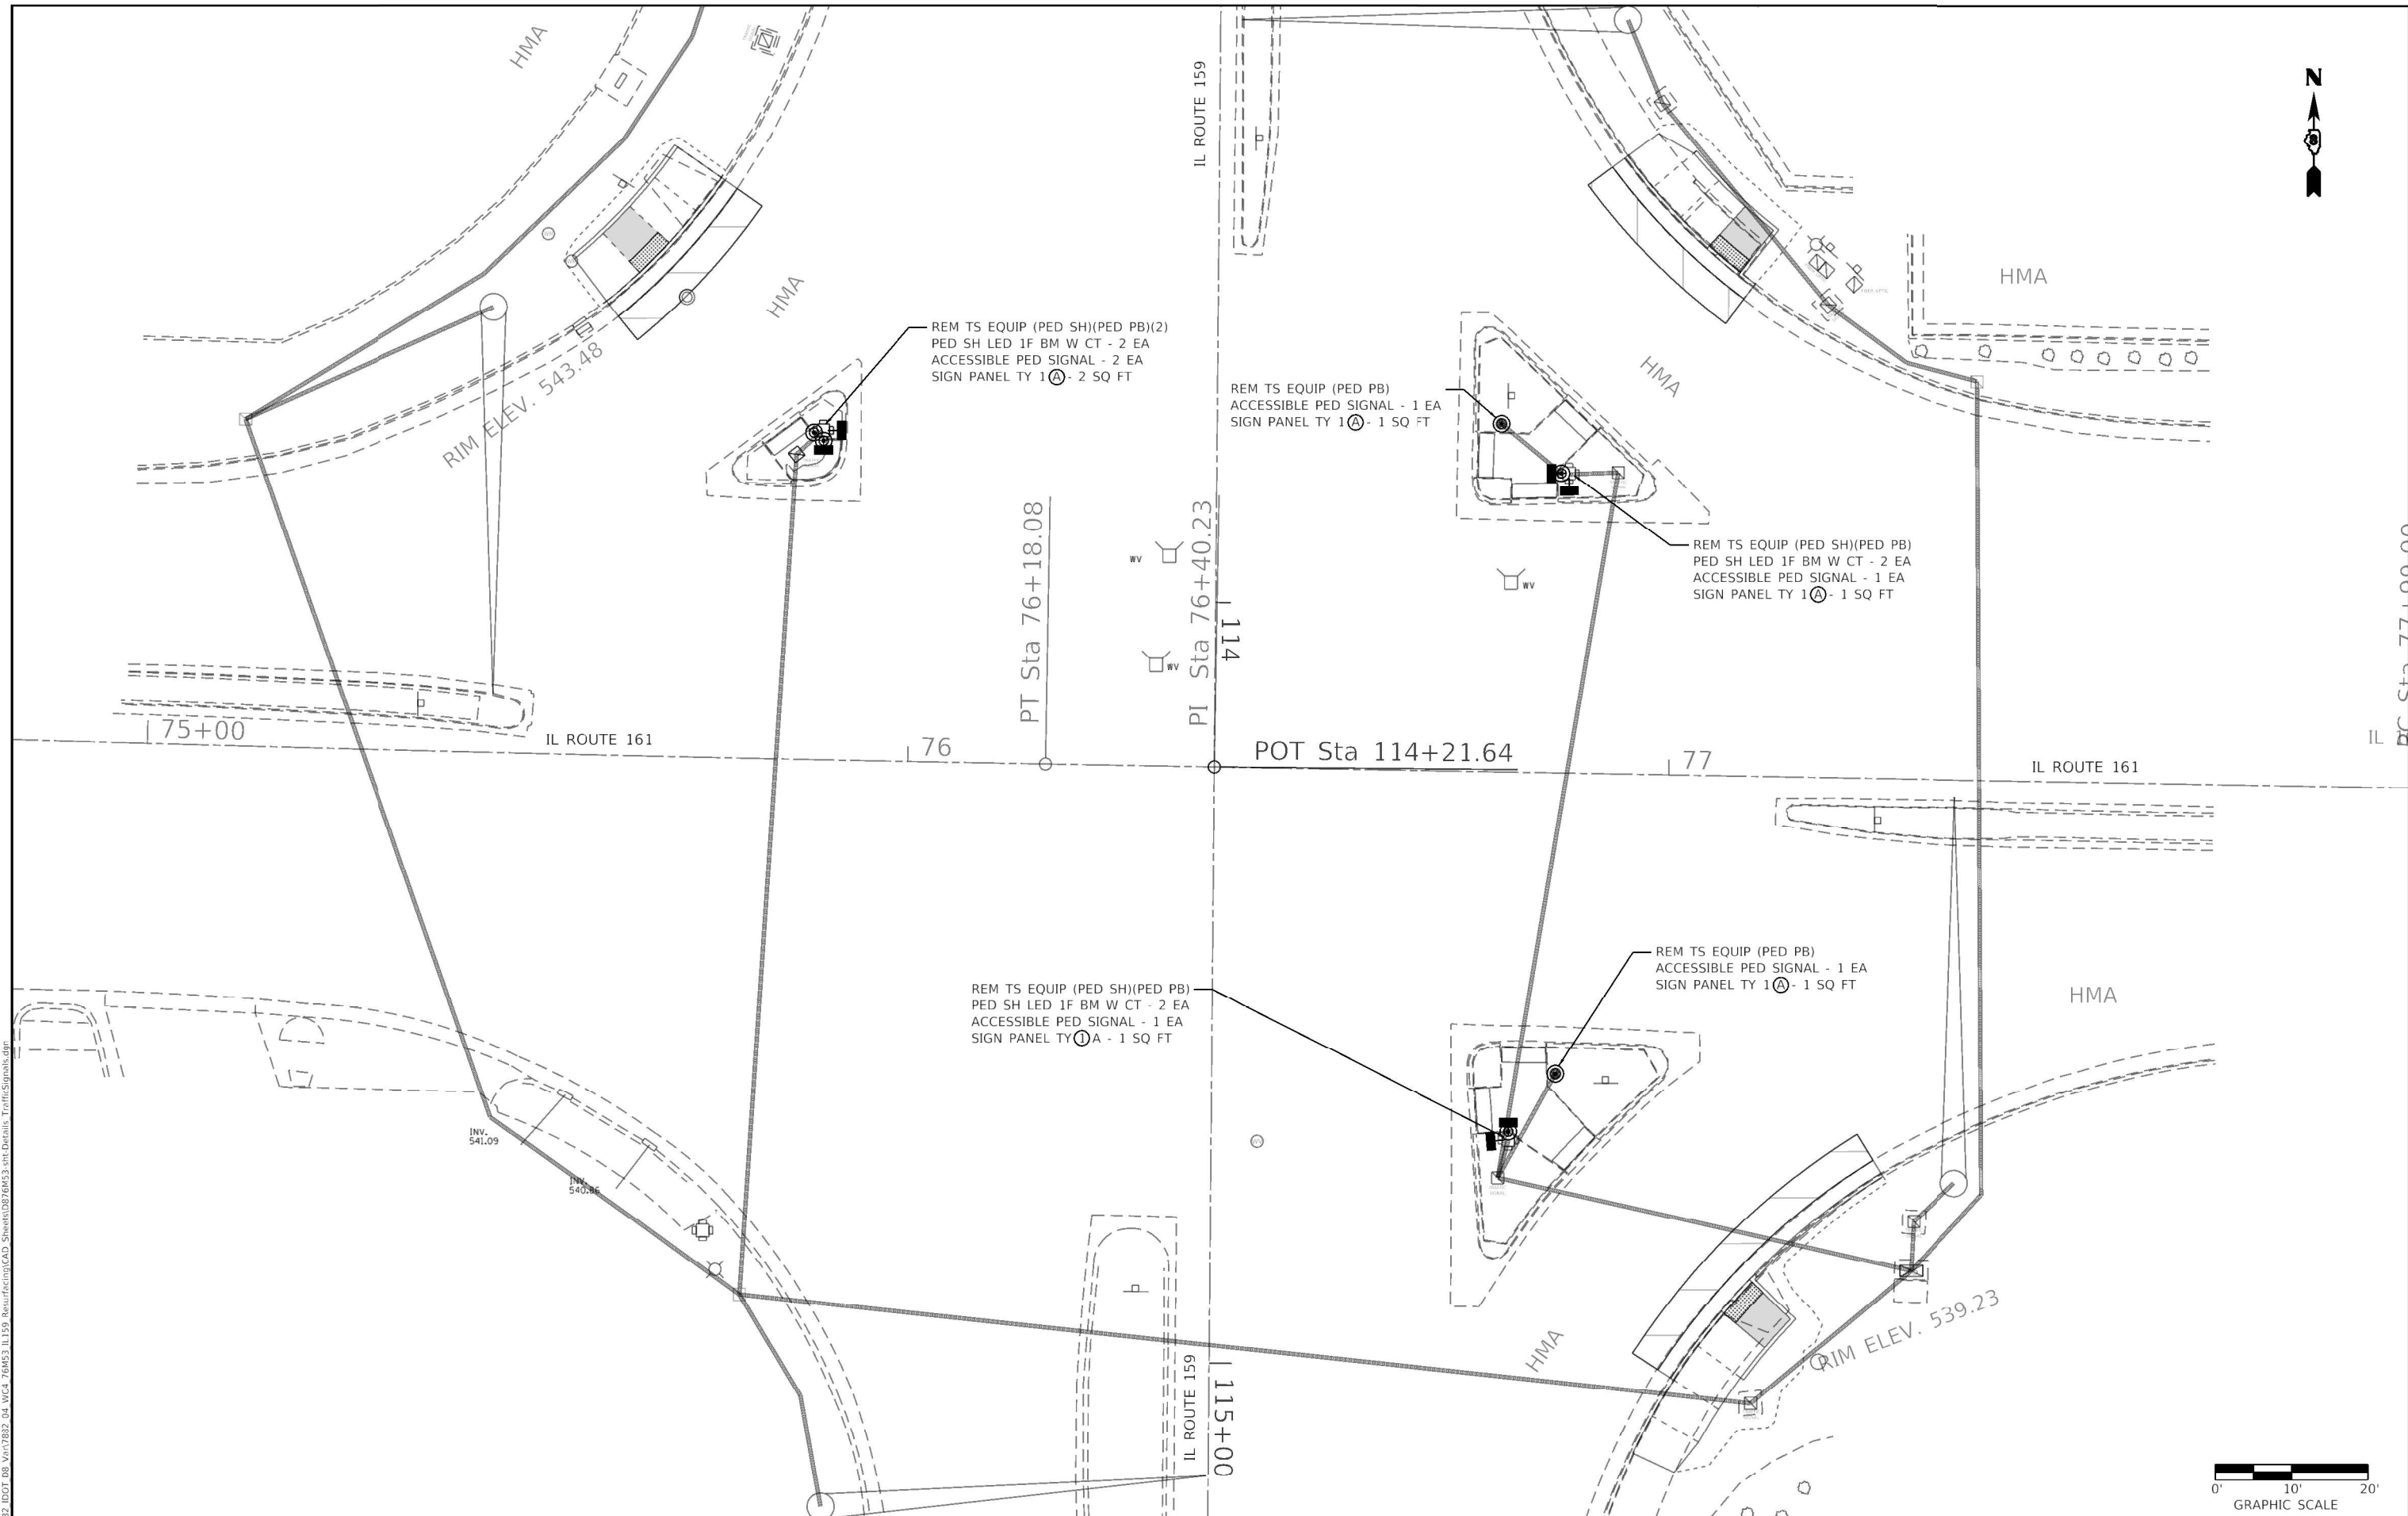 HMA
IL ROUTE 159
N
HMA
HMA
RIM ELEV. 543.48
REM TS EQUIP (PED SH)(PED PB)(2)
PED SH LED 1F BM W CT - 2 EA
ACCESSIBLE PED SIGNAL - 2 EA
SIGN PANEL TY 1 A - 2 SQ FT
REM TS EQUIP (PED PB)
ACCESSIBLE PED SIGNAL - 1 EA
SIGN PANEL TY 1 A - 1 SQ FT
HMA
REM TS EQUIP (PED SH)(PED PB)
PED SH LED 1F BM W CT - 2 EA
ACCESSIBLE PED SIGNAL - 1 EA
SIGN PANEL TY 1 A - 1 SQ FT
PT Sta 76+18.08
PI Sta 76+40.23
WV
WV
WV
114
75+00
IL ROUTE 161
76
POT Sta 114+21.64
77
IL ROUTE 161
IL
REM TS EQUIP (PED SH)(PED PB)
PED SH LED 1F BM W CT - 2 EA
ACCESSIBLE PED SIGNAL - 1 EA
SIGN PANEL TY 1 A - 1 SQ FT
REM TS EQUIP (PED PB)
ACCESSIBLE PED SIGNAL - 1 EA
SIGN PANEL TY 1 A - 1 SQ FT
HMA
INV.
541.09
INV.
540.86
HMA
RIM ELEV. 539.23
IL ROUTE 159
115+00
0' 10' 20'
GRAPHIC SCALE